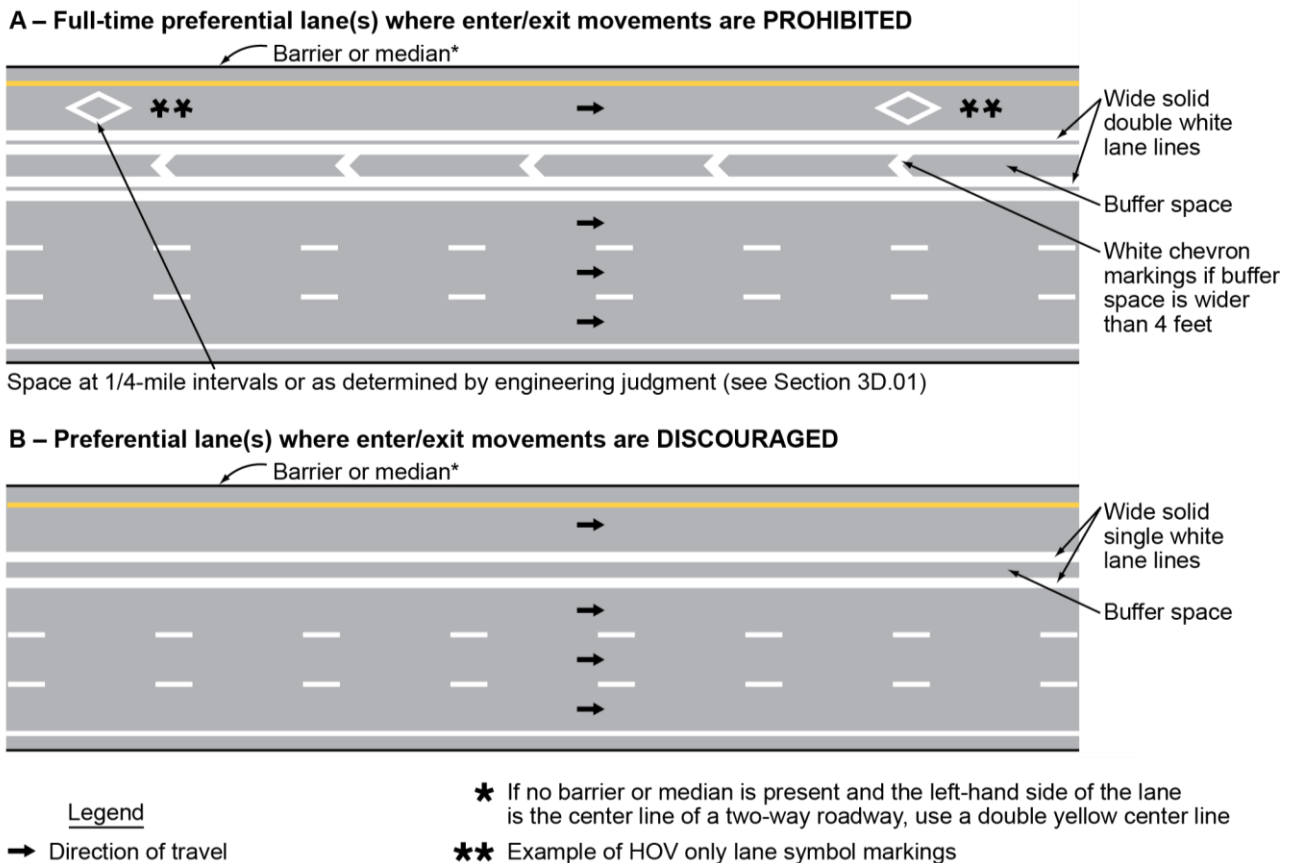 A – Full-time preferential lane(s) where enter/exit movements are PROHIBITED
Barrier or median*
**
**
Wide solid
double white
lane lines
Buffer space
White chevron
markings if buffer
space is wider
than 4 feet
Space at 1/4-mile intervals or as determined by engineering judgment (see Section 3D.01)
B – Preferential lane(s) where enter/exit movements are DISCOURAGED
Barrier or median*
Wide solid
single white
lane lines
Buffer space
Legend
Direction of travel
* If no barrier or median is present and the left-hand side of the lane
is the center line of a two-way roadway, use a double yellow center line
** Example of HOV only lane symbol markings